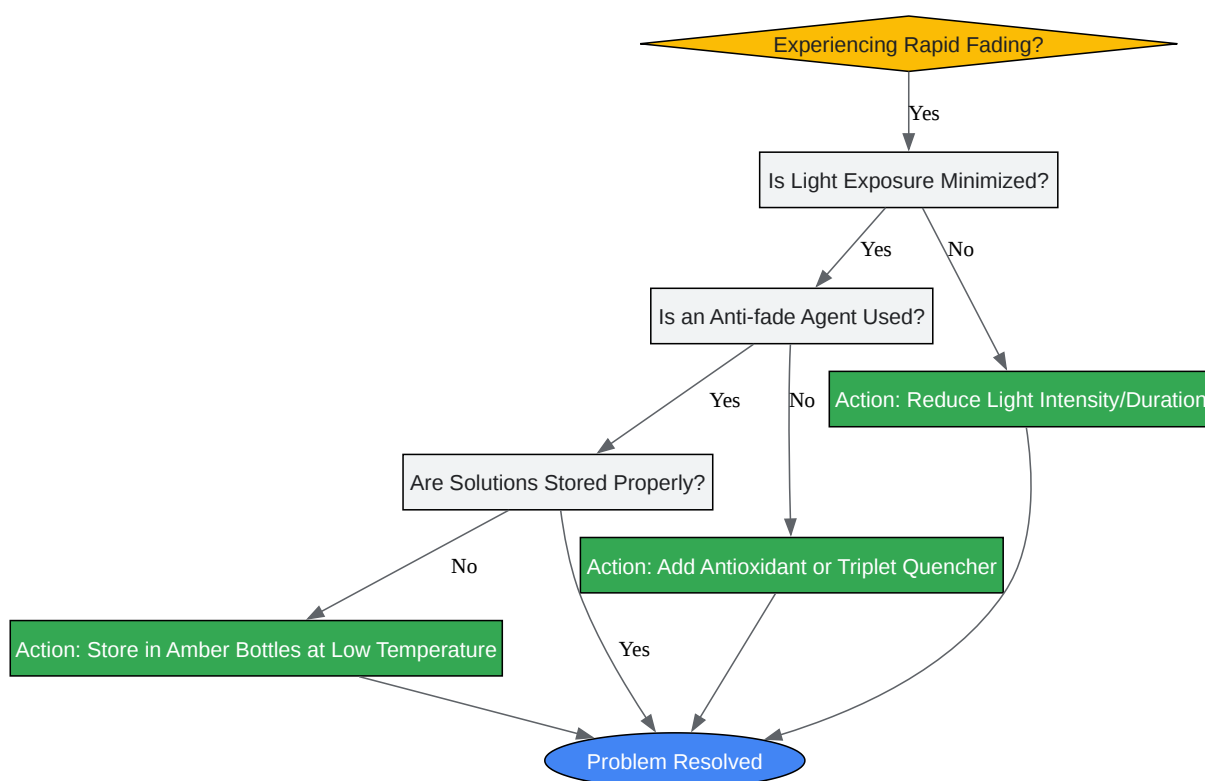 Experiencing Rapid Fading?
Yes
Is Light Exposure Minimized?
Yes
No
Is an Anti-fade Agent Used?
Yes
No
Action: Reduce Light Intensity/Duration
Are Solutions Stored Properly?
No
Action: Add Antioxidant or Triplet Quencher
Yes
Action: Store in Amber Bottles at Low Temperature
Problem Resolved